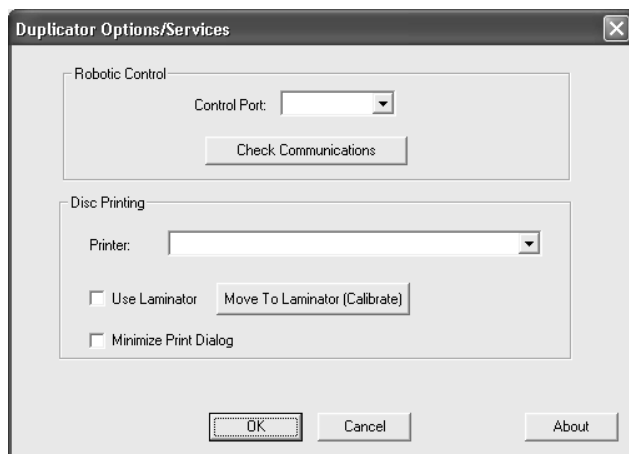 Duplicator Options/Services
Robotic Control
Control Port:
Check Communications
Disc Printing
Printer:
Use Laminator Move To Laminator (Calibrate)
Minimize Print Dialog
OK Cancel About